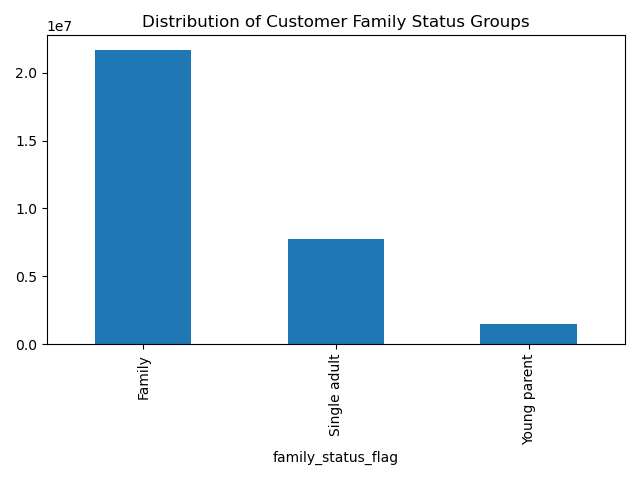 Distribution of Customer Family Status Groups
1e7
2.0
1.5
1.0
0.5
0.0
Family
Single adult
Young parent
family_status_flag